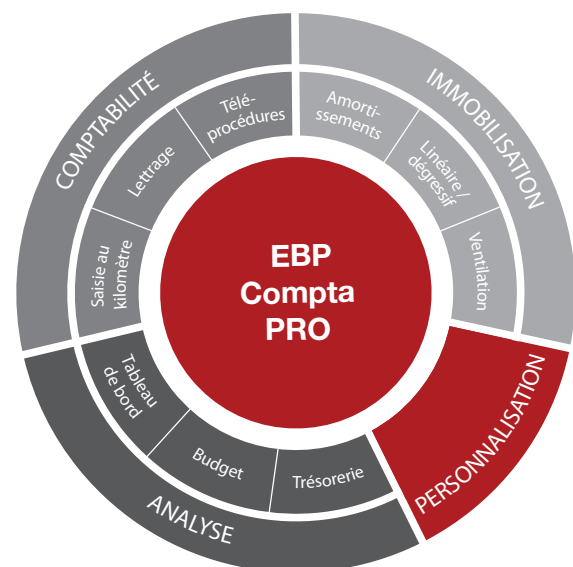 EBP
Compta
PRO
COMPTABILITÉ
Saisie au
kilomètre
Lettrage
Télé-
procédures
IMMOBILISATION
Amorti-
ssements
Linéaire /
dégressif
Ventilation
PERSONNALISATION
ANALYSE
Tableau
de bord
Budget
Trésorerie